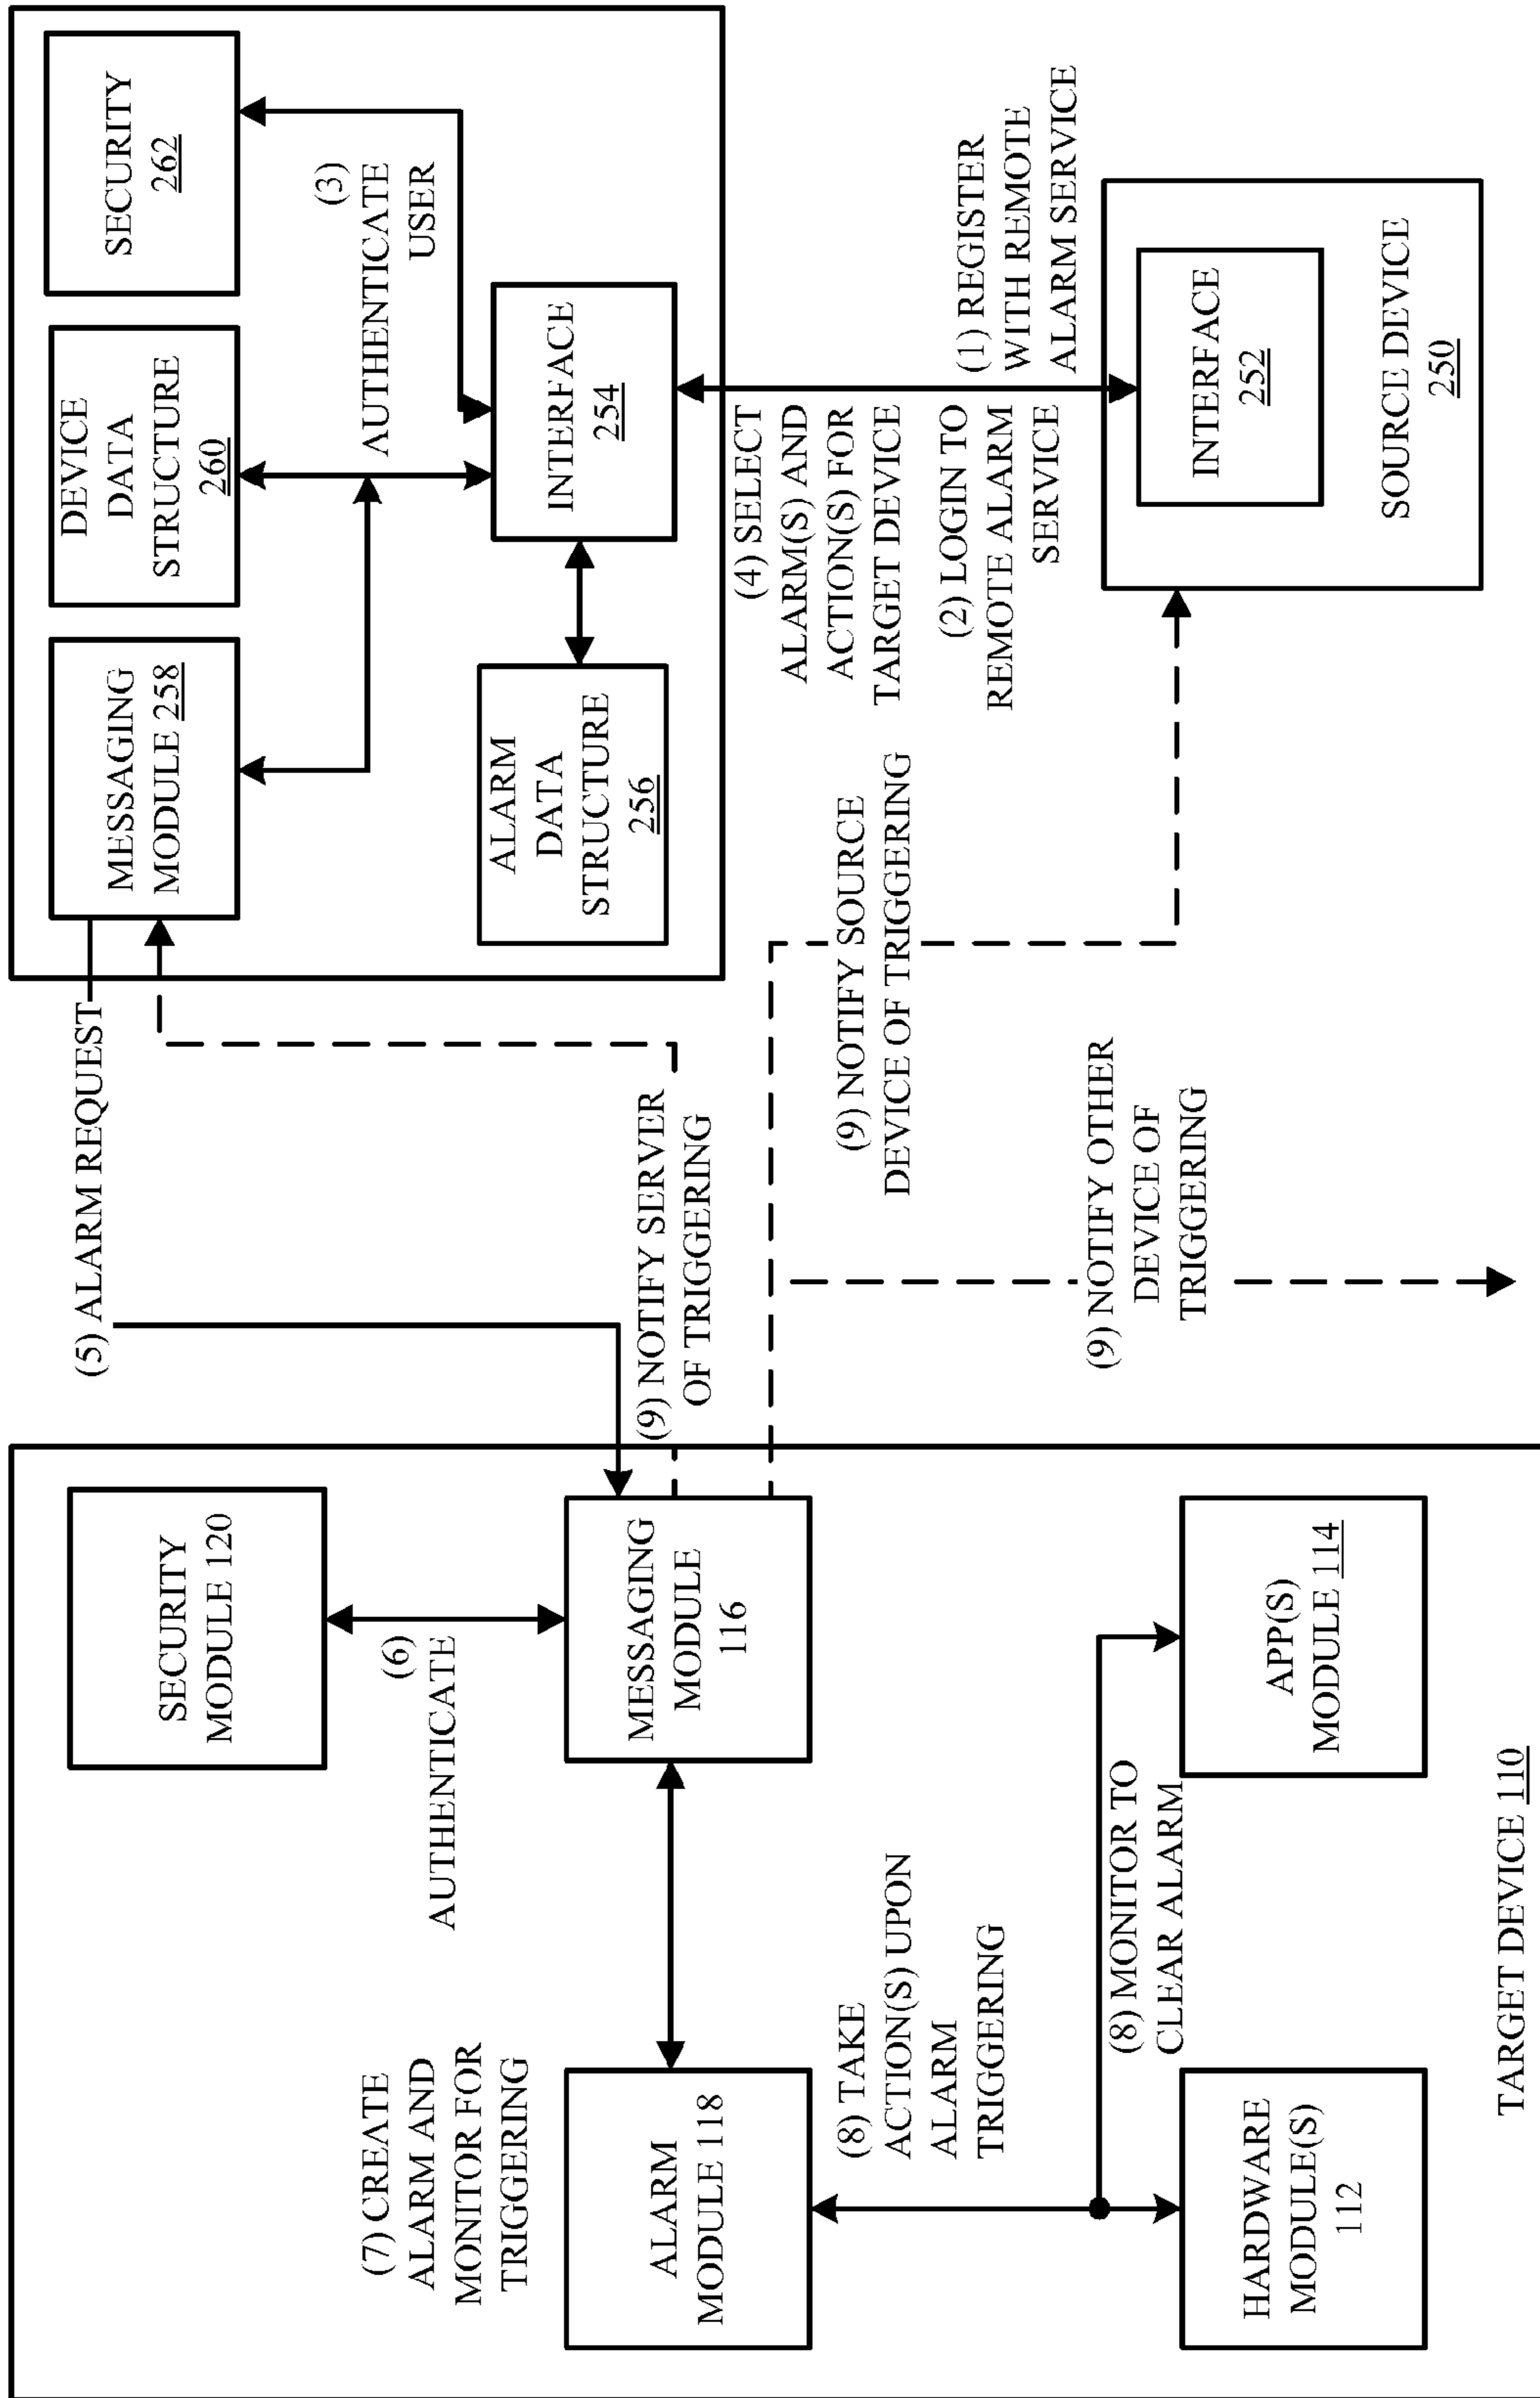 SECURITY
MODULE 120
(6)
AUTHENTICATE
MESSAGING
MODULE
116
(7) CREATE
ALARM AND
MONITOR FOR
TRIGGERING
ALARM
MODULE 118
(8) TAKE
ACTION(S) UPON
ALARM
TRIGGERING
(8) MONITOR TO
CLEAR ALARM
HARDWARE
MODULE(S)
112
APP(S)
MODULE 114
TARGET DEVICE 110
(5) ALARM REQUEST
(9) NOTIFY SERVER
OF TRIGGERING
(9) NOTIFY SOURCE
DEVICE OF TRIGGERING
(9) NOTIFY OTHER
DEVICE OF
TRIGGERING
MESSAGING
MODULE 258
DEVICE
DATA
STRUCTURE
260
SECURITY
262
(3)
AUTHENTICATE
USER
ALARM
DATA
STRUCTURE
256
INTERFACE
254
(4) SELECT
ALARM(S) AND
ACTION(S) FOR
TARGET DEVICE
(2) LOGIN TO
REMOTE ALARM
SERVICE
(1) REGISTER
WITH REMOTE
ALARM SERVICE
INTERFACE
252
SOURCE DEVICE
250